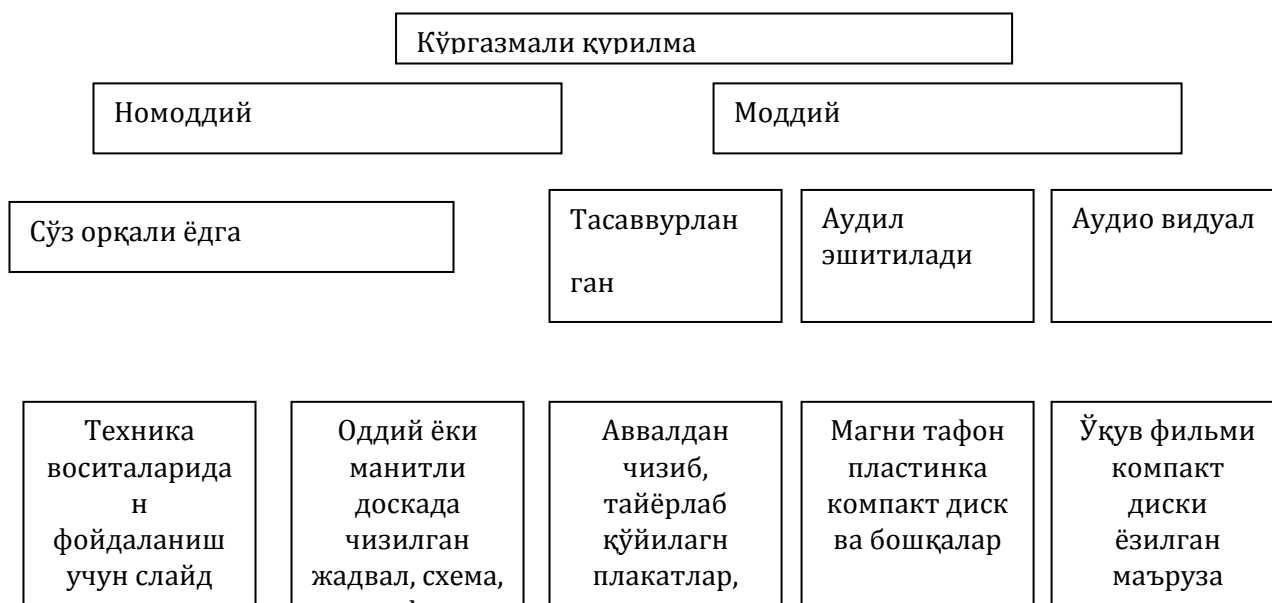 Кўргазмали қурилма
Номоддий
Моддий
Сўз орқали ёдга
Тасаввурлан
ган
Аудил
эшитилади
Аудио видуал
Техника
воситаларида
н
фойдаланиш
учун слайд
Оддий ёки
манитли
доскада
чизилган
жадвал, схема,
Аввалдан
чизиб,
тайёрлаб
қўйилагн
плакатлар,
Магни тафон
пластинка
компакт диск
ва бошқалар
Ўқув фильми
компакт
диски
ёзилган
маъруза